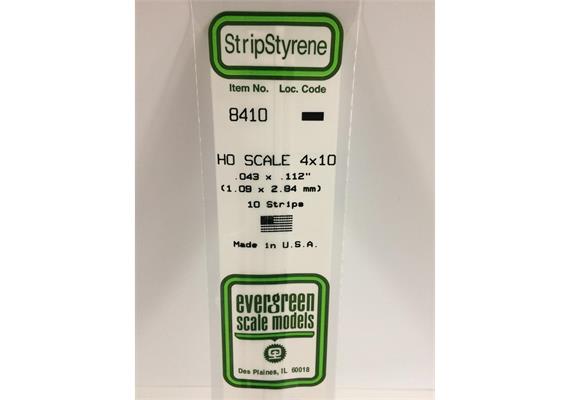 StripStyrene
Item No. Loc. Code
8410
HO SCALE 4x10
.043 x .112"
(1.09 x 2.84 mm)
10 Strips
Made in U.S.A.
evergreen
scale models
Des Plaines, IL 60018